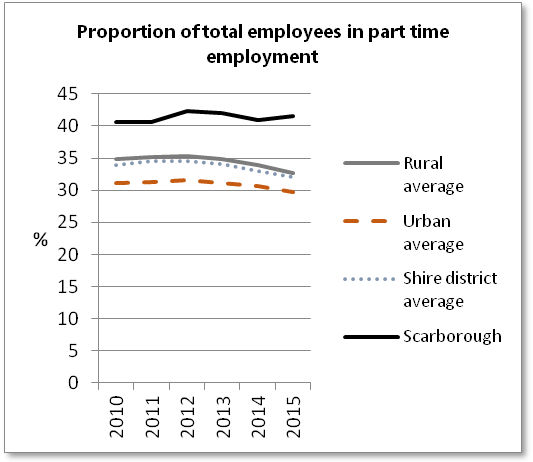 Proportion of total employees in part time
employment
45
40
35
30
25
20
15
10
5
0
%
2010
2011
2012
2013
2014
2015
Rural
average
Urban
average
Shire district
average
Scarborough